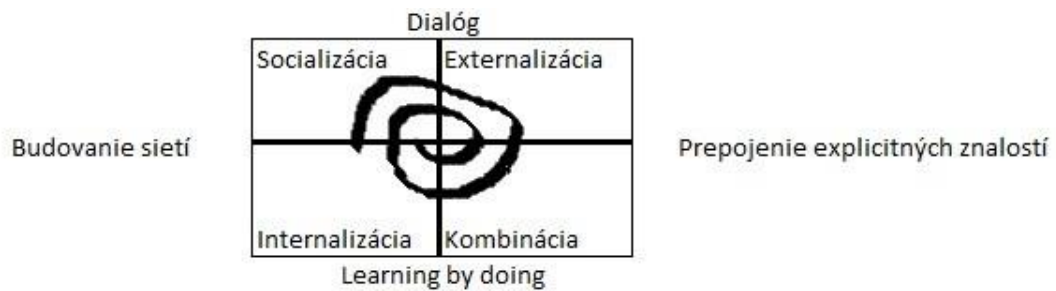 Dialóg
Socializácia
Externalizácia
Budovanie sietí
Prepojenie explicitných znalostí
Internalizácia
Kombinácia
Learning by doing